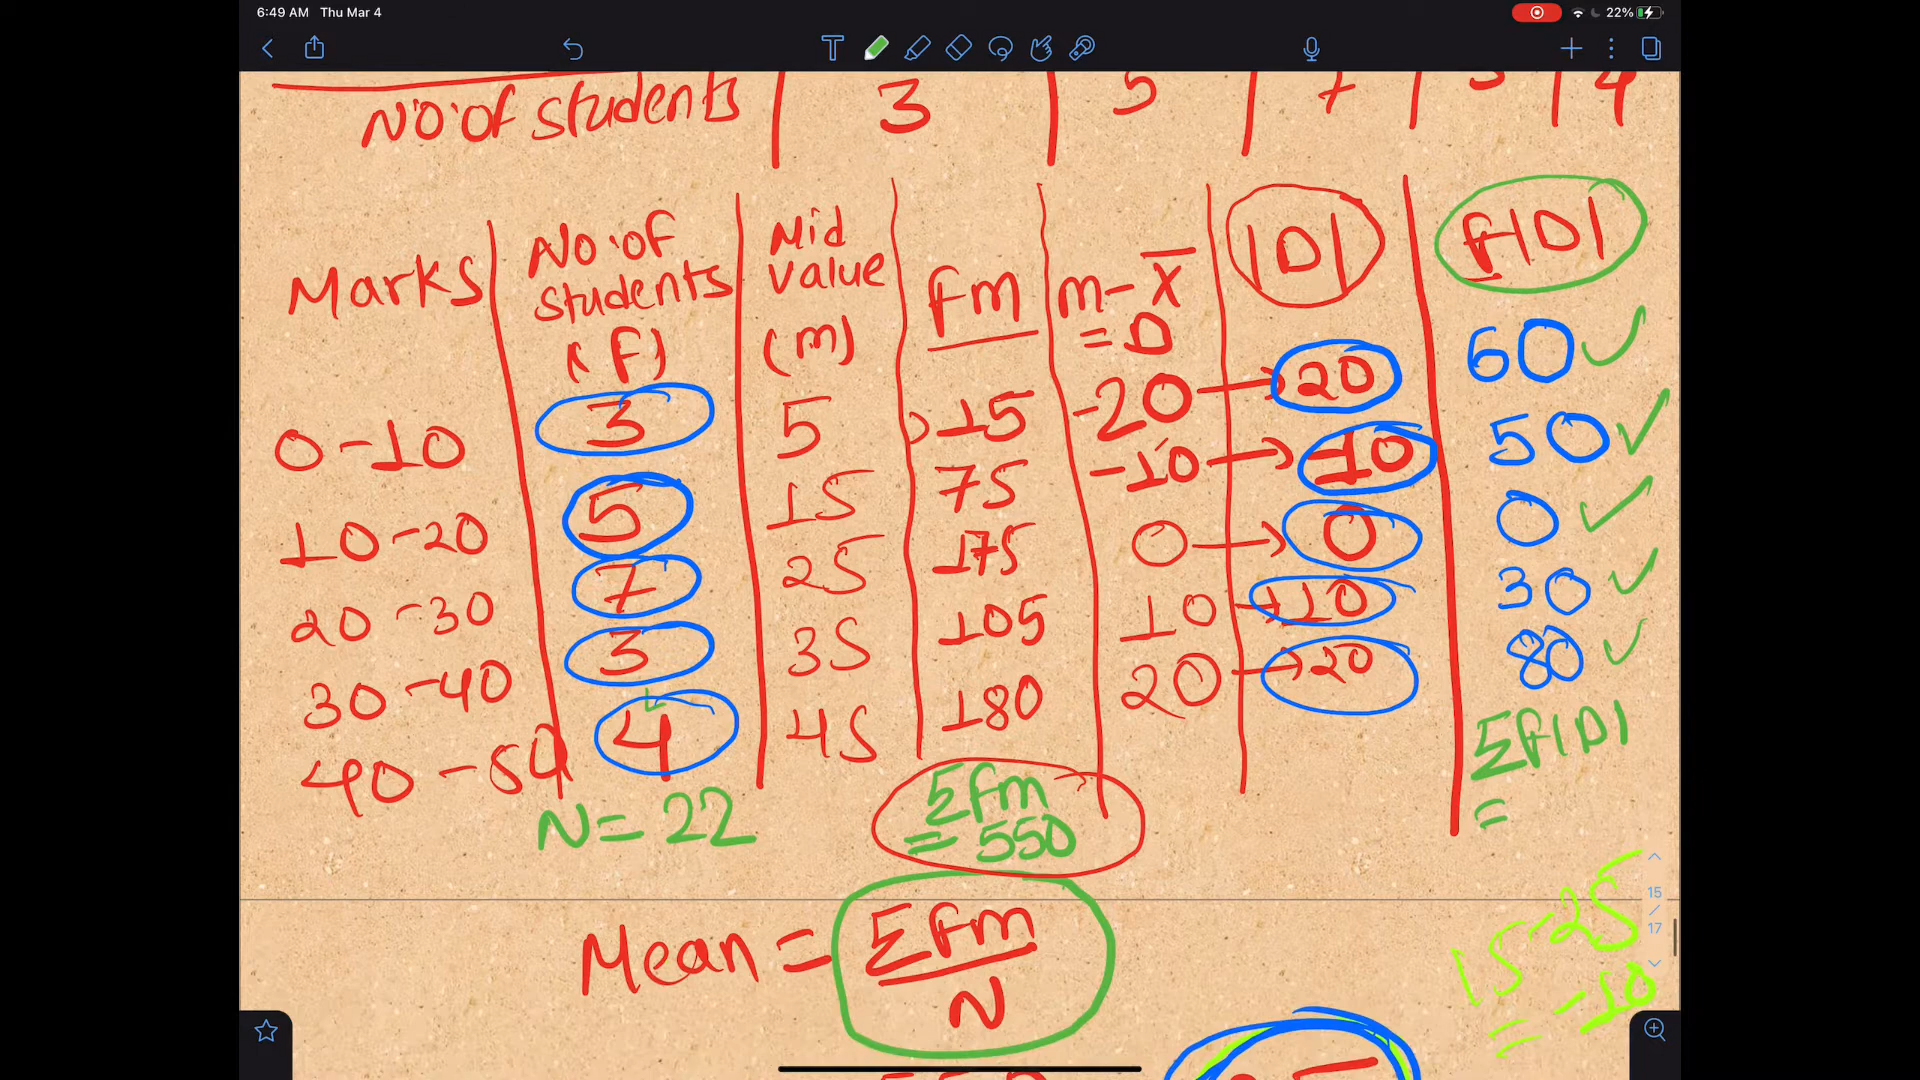 6:49 AM Thu Mar 4
22%
No. of students 3 5 7 3 4
Marks | No. of students (F) | Mid value (m) | Fm | m - X̅ = D | |D| | F|D|
0-10 3 5 15 -20 → 20 60 ✓
10-20 5 15 75 -10 → 10 50 ✓
20-30 7 25 175 0 → 0 0 ✓
30-40 3 35 105 10 → 10 30 ✓
40-50 4 45 180 20 → 20 80 ✓
N = 22 ΣFm = 550 ΣF|D| =
Mean = ΣFm / N
15-25
= -10
15 / 17